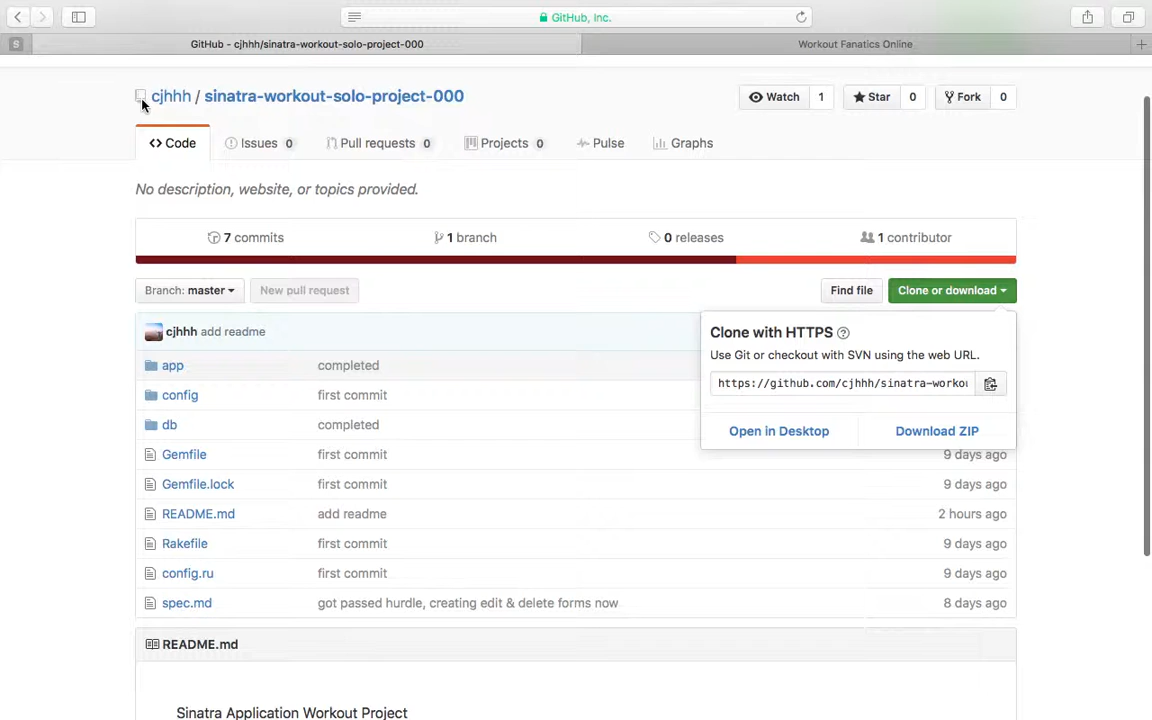 GitHub, Inc.
S
GitHub - cjhhh/sinatra-workout-solo-project-000
Workout Fanatics Online
cjhhh / sinatra-workout-solo-project-000
Watch 1
Star 0
Fork 0
<> Code
Issues 0
Pull requests 0
Projects 0
Pulse
Graphs
No description, website, or topics provided.
7 commits
1 branch
0 releases
1 contributor
Branch: master
New pull request
Find file
Clone or download
cjhhh add readme
Clone with HTTPS ?
Use Git or checkout with SVN using the web URL.
https://github.com/cjhhh/sinatra-workou
Open in Desktop
Download ZIP
app completed
config first commit
db completed
Gemfile first commit 9 days ago
Gemfile.lock first commit 9 days ago
README.md add readme 2 hours ago
Rakefile first commit 9 days ago
config.ru first commit 9 days ago
spec.md got passed hurdle, creating edit & delete forms now 8 days ago
README.md
Sinatra Application Workout Project